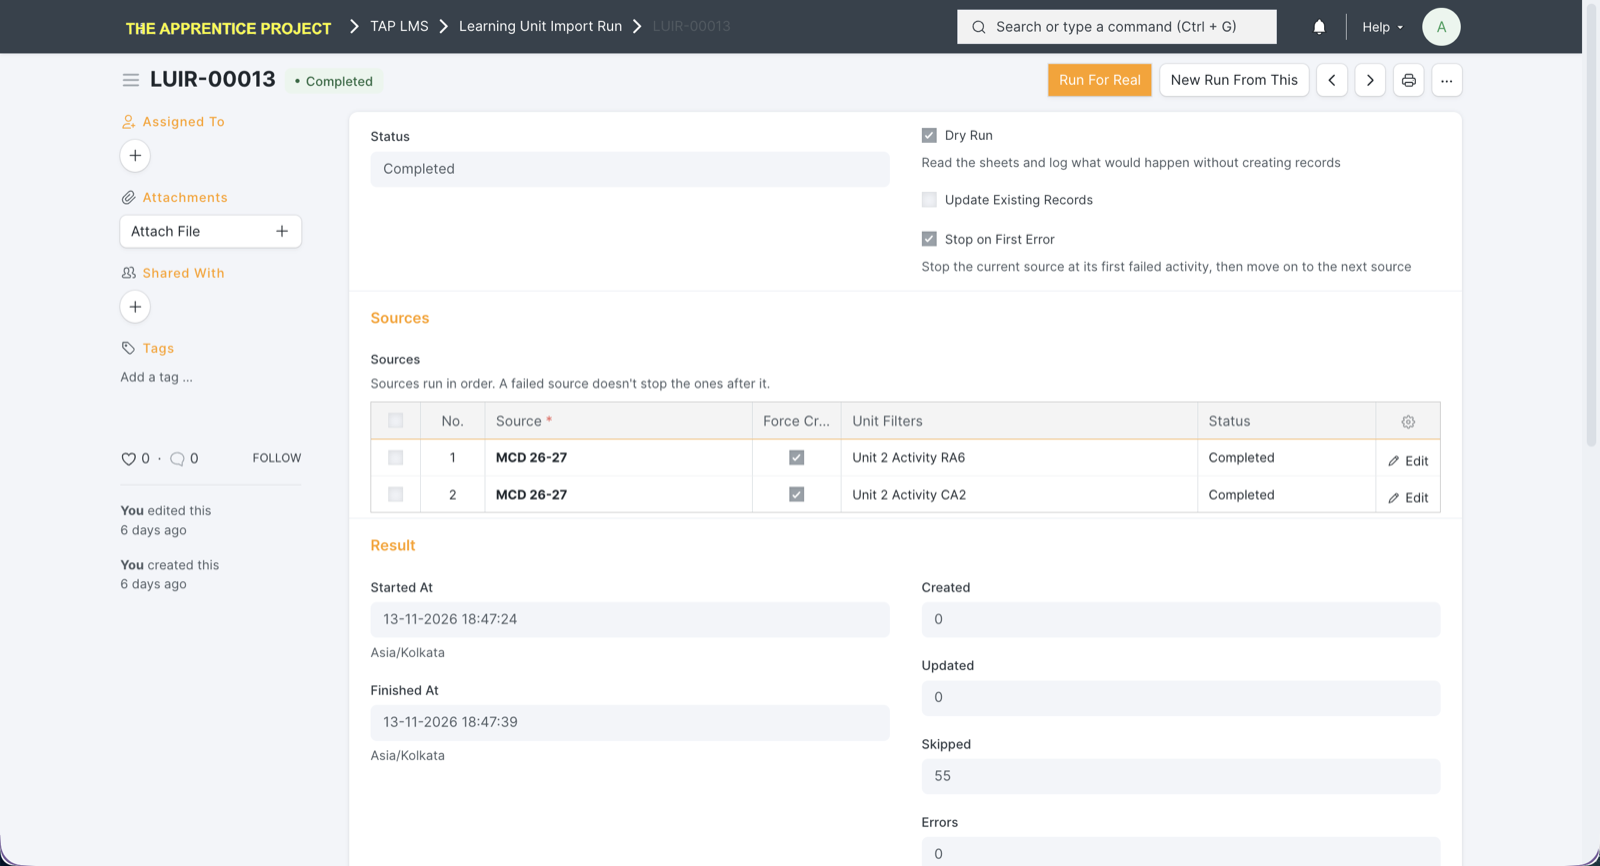 THE APPRENTICE PROJECT
TAP LMS
Learning Unit Import Run
LUIR-00013
Search or type a command (Ctrl + G)
Help
A
LUIR-00013
Completed
Run For Real
New Run From This
...
Assigned To
Attachments
Attach File
Shared With
Tags
Add a tag ...
0 · 0
FOLLOW
You edited this
6 days ago
You created this
6 days ago
Status
Completed
Dry Run
Read the sheets and log what would happen without creating records
Update Existing Records
Stop on First Error
Stop the current source at its first failed activity, then move on to the next source
Sources
Sources
Sources run in order. A failed source doesn't stop the ones after it.
No. Source * Force Cr... Unit Filters Status
1 MCD 26-27 Unit 2 Activity RA6 Completed Edit
2 MCD 26-27 Unit 2 Activity CA2 Completed Edit
Result
Started At
13-11-2026 18:47:24
Asia/Kolkata
Finished At
13-11-2026 18:47:39
Asia/Kolkata
Created
0
Updated
0
Skipped
55
Errors
0